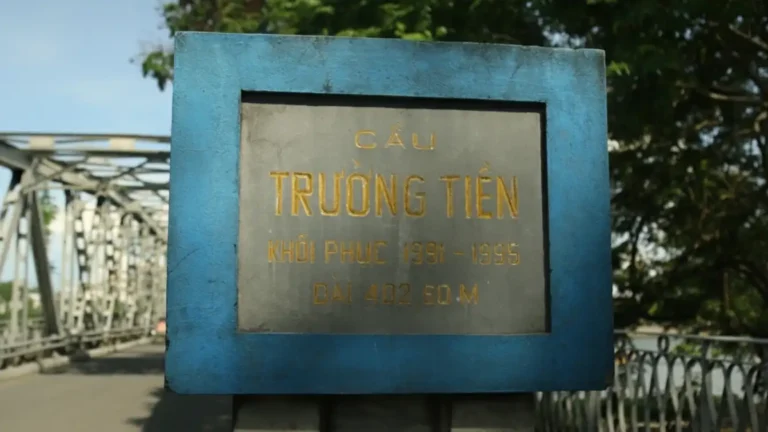 CẦU
TRƯỜNG TIỀN
KHÔI PHỤC 1991 - 1995
DÀI 402 60 M